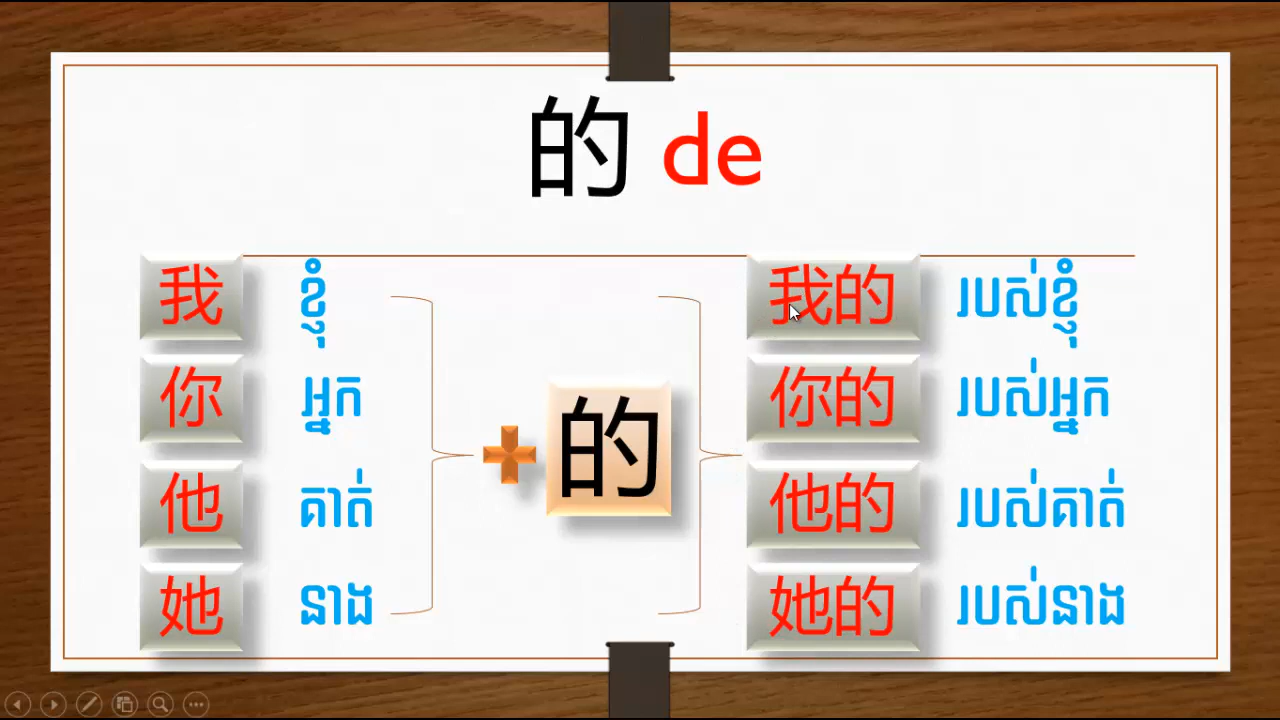 的 de
我 ខ្ញុំ
你 អ្នក
他 គាត់
她 នាង
+ 的
我的 របស់ខ្ញុំ
你的 របស់អ្នក
他的 របស់គាត់
她的 របស់នាង